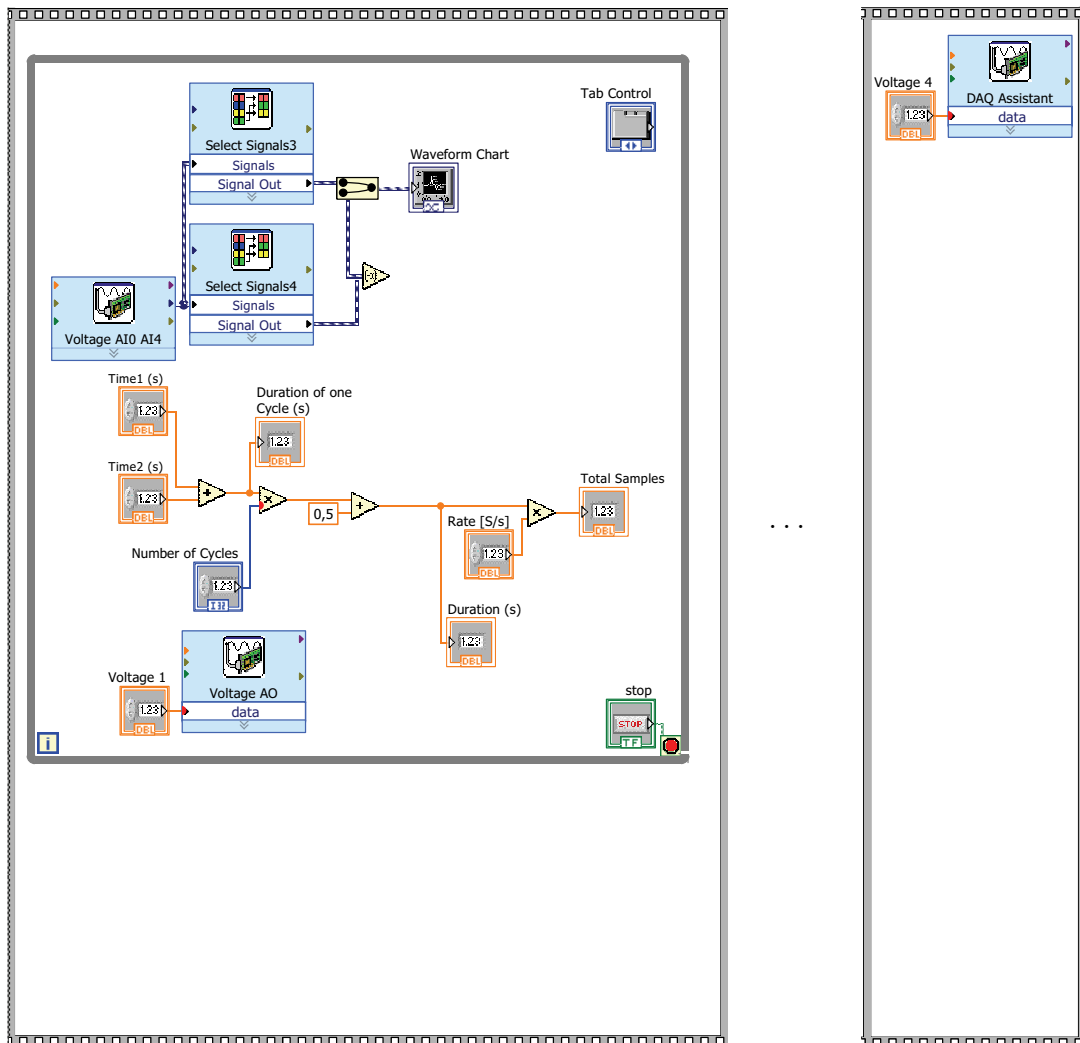 Select Signals3
Signals
Signal Out
Waveform Chart
Tab Control
Voltage 4
1.23
DBL
DAQ Assistant
data
Select Signals4
Signals
Signal Out
Voltage AI0 AI4
Time1 (s)
1.23
DBL
Duration of one
Cycle (s)
1.23
DBL
Time2 (s)
1.23
DBL
+
x
0,5
+
x
Total Samples
1.23
DBL
Rate [S/s]
1.23
DBL
. . .
Number of Cycles
1.23
I32
Duration (s)
1.23
DBL
Voltage 1
1.23
DBL
Voltage AO
data
stop
STOP
TF
i